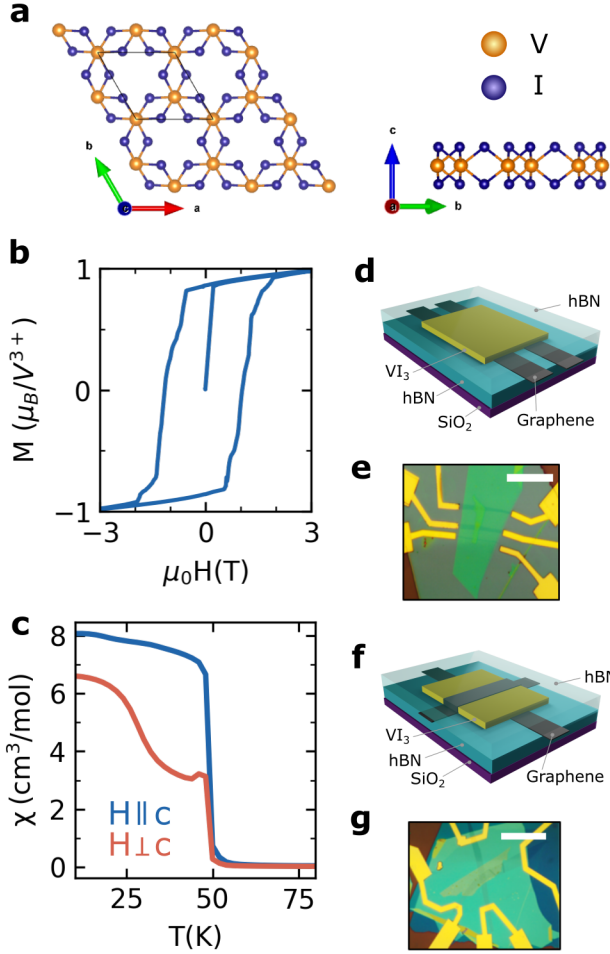 a
V
I
b
a
c
c
a
b
b
M (μB/V³⁺)
1
0
−1
−3
0
3
μ₀H(T)
c
χ (cm³/mol)
8
6
4
2
0
H∥c
H⊥c
25
50
75
T(K)
d
hBN
VI₃
hBN
SiO₂
Graphene
e
f
hBN
VI₃
hBN
SiO₂
Graphene
g